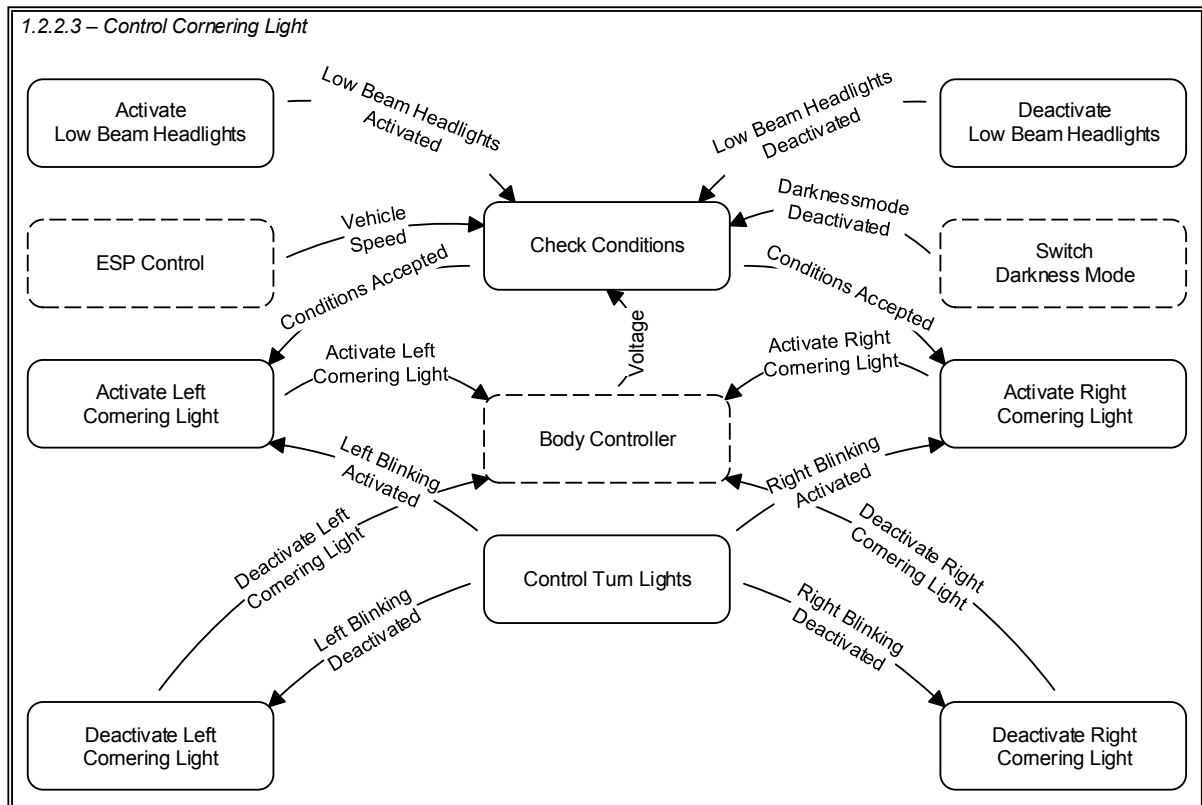 1.2.2.3 – Control Cornering Light
Activate
Low Beam Headlights
Low Beam Headlights
Activated
Low Beam Headlights
Deactivated
Deactivate
Low Beam Headlights
ESP Control
Vehicle
Speed
Check Conditions
Darknessmode
Deactivated
Switch
Darkness Mode
Conditions Accepted
Conditions Accepted
Voltage
Activate Left
Cornering Light
Activate Left
Cornering Light
Body Controller
Activate Right
Cornering Light
Activate Right
Cornering Light
Left Blinking
Activated
Right Blinking
Activated
Deactivate Left
Cornering Light
Control Turn Lights
Deactivate Right
Cornering Light
Left Blinking
Deactivated
Right Blinking
Deactivated
Deactivate Left
Cornering Light
Deactivate Right
Cornering Light